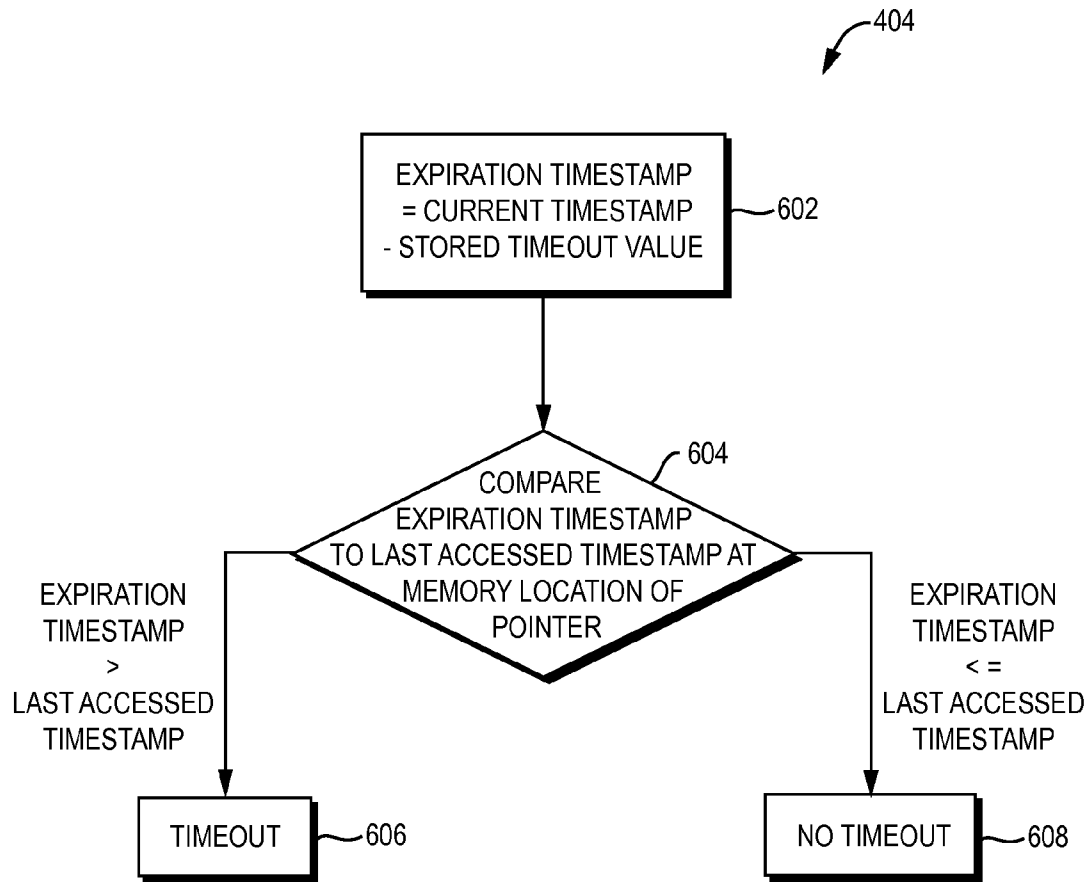 404
EXPIRATION TIMESTAMP
= CURRENT TIMESTAMP
- STORED TIMEOUT VALUE
602
604
COMPARE
EXPIRATION TIMESTAMP
TO LAST ACCESSED TIMESTAMP AT
MEMORY LOCATION OF
POINTER
EXPIRATION
TIMESTAMP
>
LAST ACCESSED
TIMESTAMP
EXPIRATION
TIMESTAMP
< =
LAST ACCESSED
TIMESTAMP
TIMEOUT
606
NO TIMEOUT
608